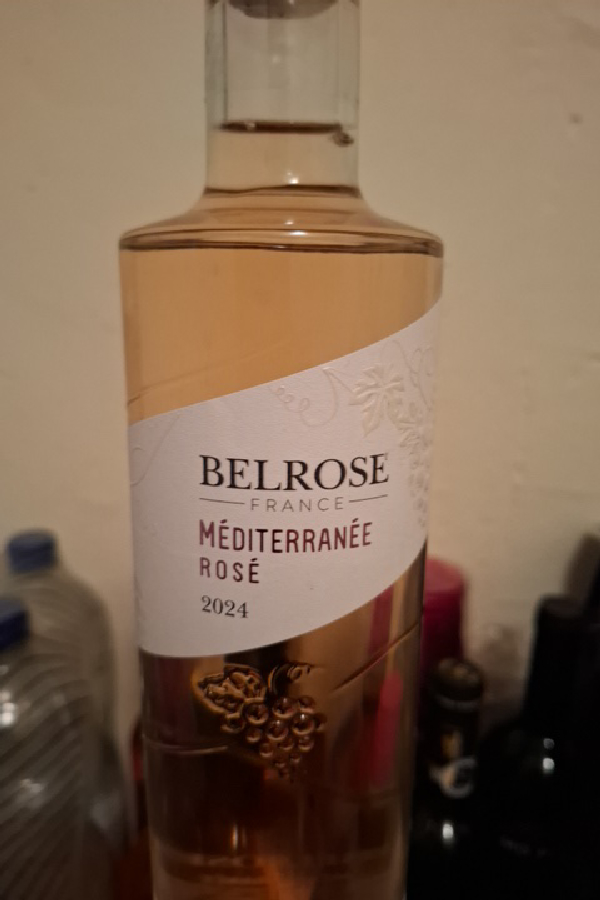 BELROSE
FRANCE
MÉDITERRANÉE
ROSÉ
2024